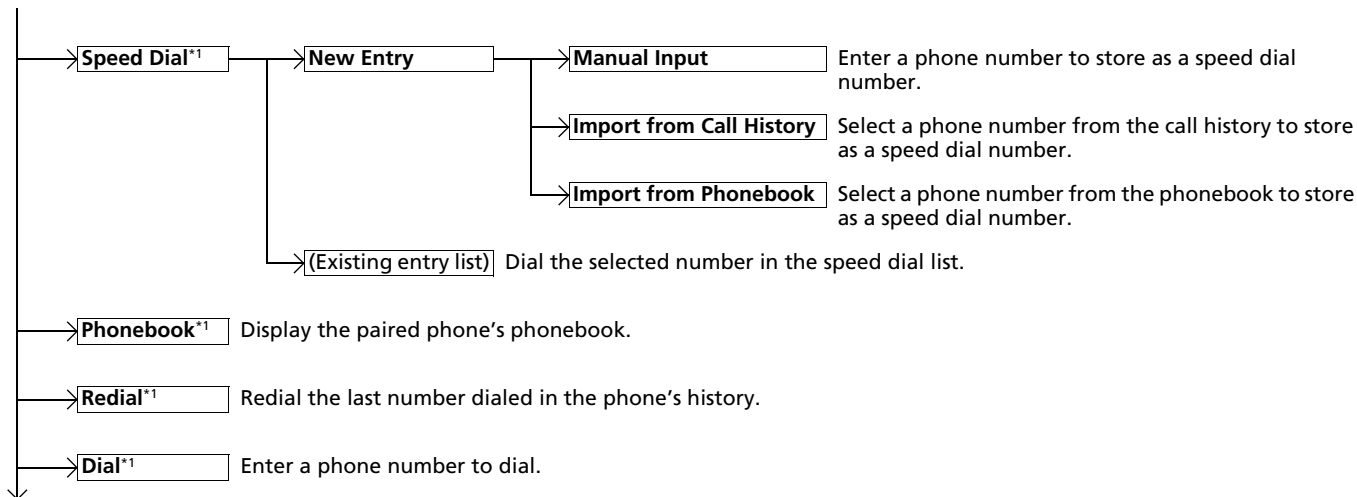 Speed Dial*1 New Entry Manual Input Enter a phone number to store as a speed dial
number.
Import from Call History Select a phone number from the call history to store
as a speed dial number.
Import from Phonebook Select a phone number from the phonebook to store
as a speed dial number.
(Existing entry list) Dial the selected number in the speed dial list.
Phonebook*1 Display the paired phone’s phonebook.
Redial*1 Redial the last number dialed in the phone’s history.
Dial*1 Enter a phone number to dial.